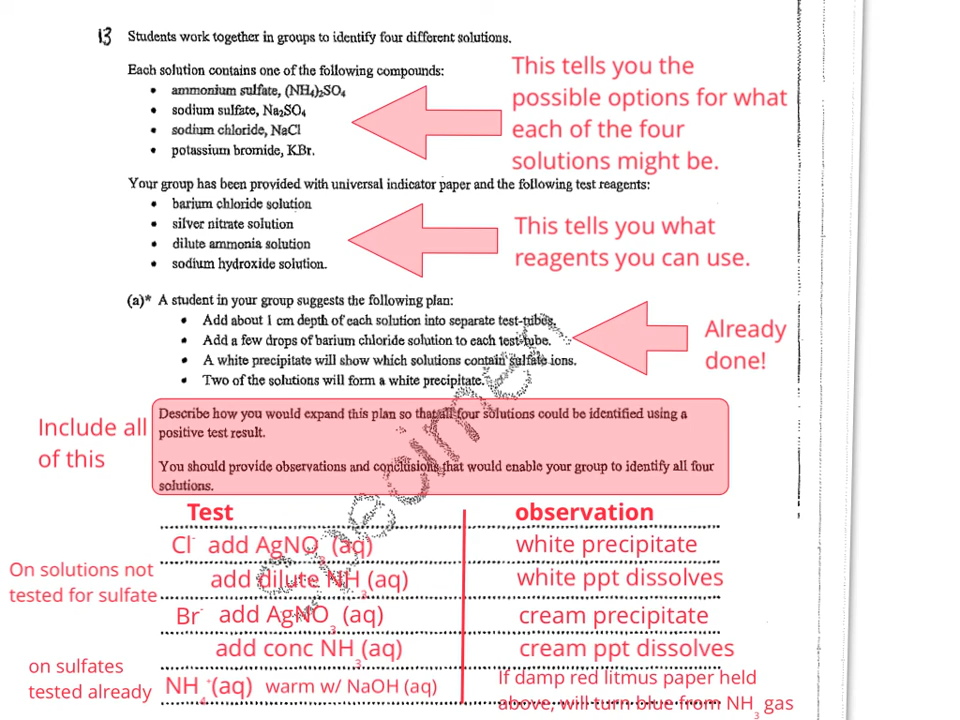 13 Students work together in groups to identify four different solutions.
Each solution contains one of the following compounds:
• ammonium sulfate, (NH₄)₂SO₄
• sodium sulfate, Na₂SO₄
• sodium chloride, NaCl
• potassium bromide, KBr.
This tells you the
possible options for what
each of the four
solutions might be.
Your group has been provided with universal indicator paper and the following test reagents:
• barium chloride solution
• silver nitrate solution
• dilute ammonia solution
• sodium hydroxide solution.
This tells you what
reagents you can use.
(a)* A student in your group suggests the following plan:
• Add about 1 cm depth of each solution into separate test-tubes.
• Add a few drops of barium chloride solution to each test-tube.
• A white precipitate will show which solutions contain sulfate ions.
• Two of the solutions will form a white precipitate.
Already
done!
Include all
of this
Describe how you would expand this plan so that all four solutions could be identified using a
positive test result.
You should provide observations and conclusions that would enable your group to identify all four
solutions.
specimen
Test observation
Cl⁻ add AgNO₃ (aq) white precipitate
On solutions not
tested for sulfate
add dilute NH₃ (aq) white ppt dissolves
Br⁻ add AgNO₃ (aq) cream precipitate
add conc NH₃ (aq) cream ppt dissolves
on sulfates
tested already
NH₄⁺(aq) warm w/ NaOH (aq)
If damp red litmus paper held
above, will turn blue from NH₃ gas